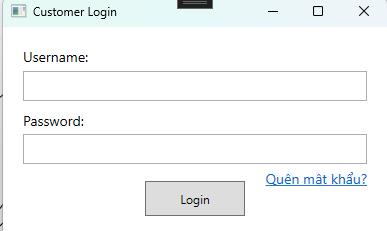 Customer Login
Username:
Password:
Quên mật khẩu?
Login